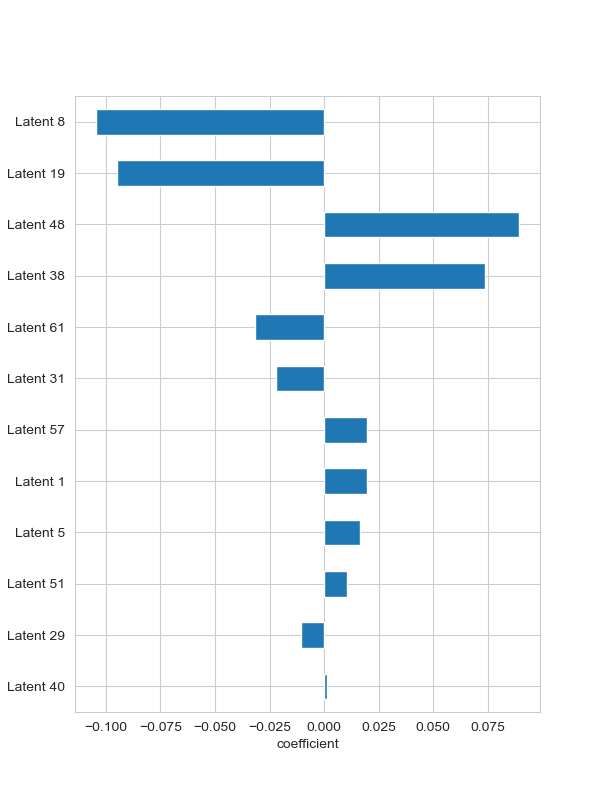 Latent 8
Latent 19
Latent 48
Latent 38
Latent 61
Latent 31
Latent 57
Latent 1
Latent 5
Latent 51
Latent 29
Latent 40
−0.100 −0.075 −0.050 −0.025 0.000 0.025 0.050 0.075
coefficient